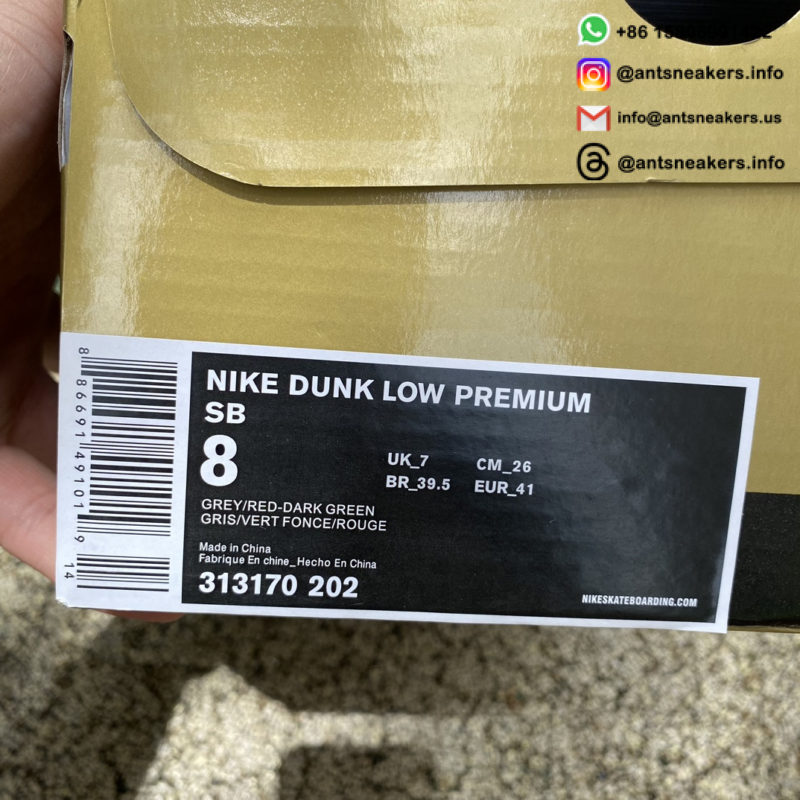 @antsneakers.info
info@antsneakers.us
@antsneakers.info
NIKE DUNK LOW PREMIUM
SB
8
UK_7 CM_26
BR_39.5 EUR_41
GREY/RED-DARK GREEN
GRIS/VERT FONCE/ROUGE
Made in China
Fabrique En chine_Hecho En China
313170 202
NIKESKATEBOARDING.COM
8 86691 49101 9
14